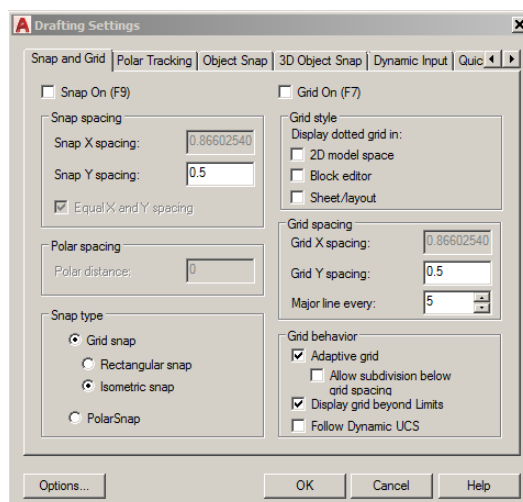 Drafting Settings
Snap and Grid
Polar Tracking
Object Snap
3D Object Snap
Dynamic Input
Quic
Snap On (F9)
Snap spacing
Snap X spacing:
0.86602540
Snap Y spacing:
0.5
Equal X and Y spacing
Polar spacing
Polar distance:
0
Snap type
Grid snap
Rectangular snap
Isometric snap
PolarSnap
Grid On (F7)
Grid style
Display dotted grid in:
2D model space
Block editor
Sheet/layout
Grid spacing
Grid X spacing:
0.86602540
Grid Y spacing:
0.5
Major line every:
5
Grid behavior
Adaptive grid
Allow subdivision below
grid spacing
Display grid beyond Limits
Follow Dynamic UCS
Options...
OK
Cancel
Help